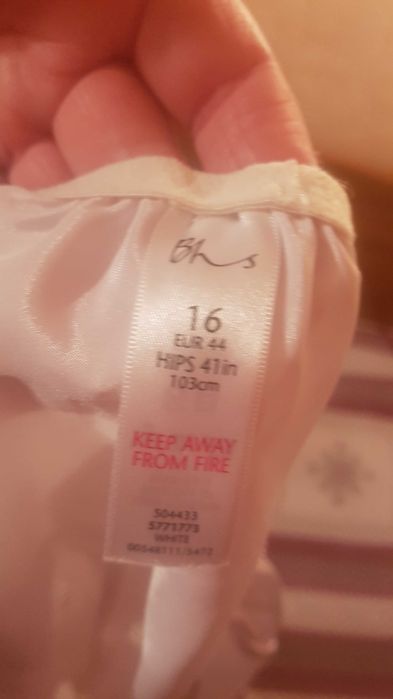 Bhs
16
EUR 44
HIPS 41in
103cm
KEEP AWAY
FROM FIRE
504433
5771773
WHITE